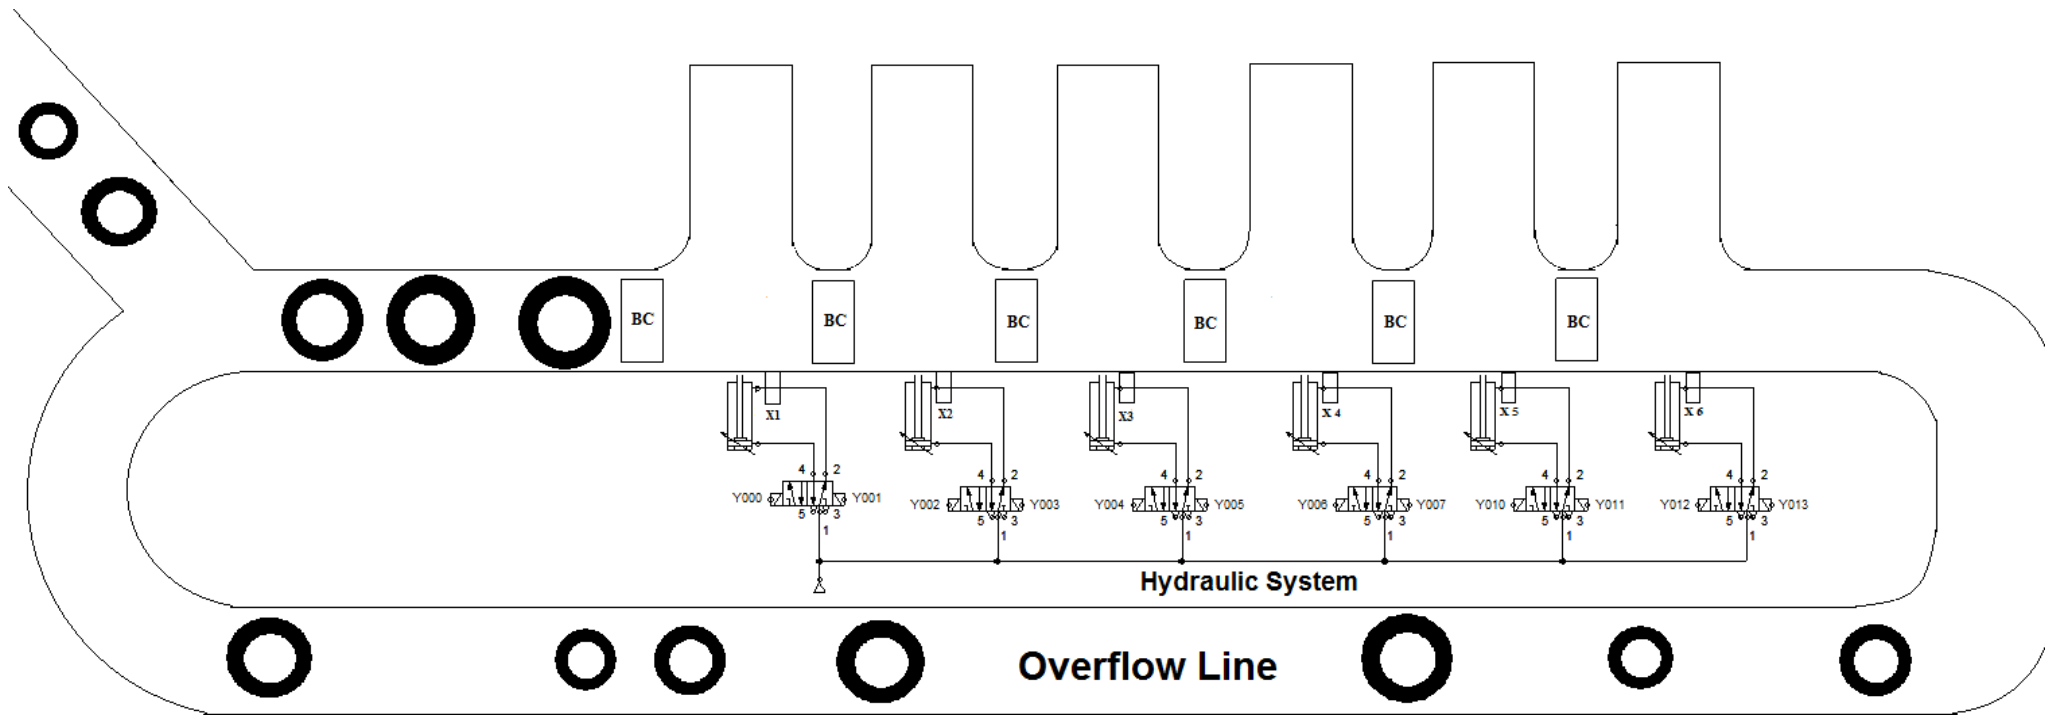 BC BC BC BC BC BC
X1 X2 X3 X 4 X 5 X 6
4 2 4 2 4 2 4 2 4 2 4 2
Y000 Y001 Y002 Y003 Y004 Y005 Y006 Y007 Y010 Y011 Y012 Y013
5 3 5 3 5 3 5 3 5 3 5 3
1 1 1 1 1 1
Hydraulic System
Overflow Line